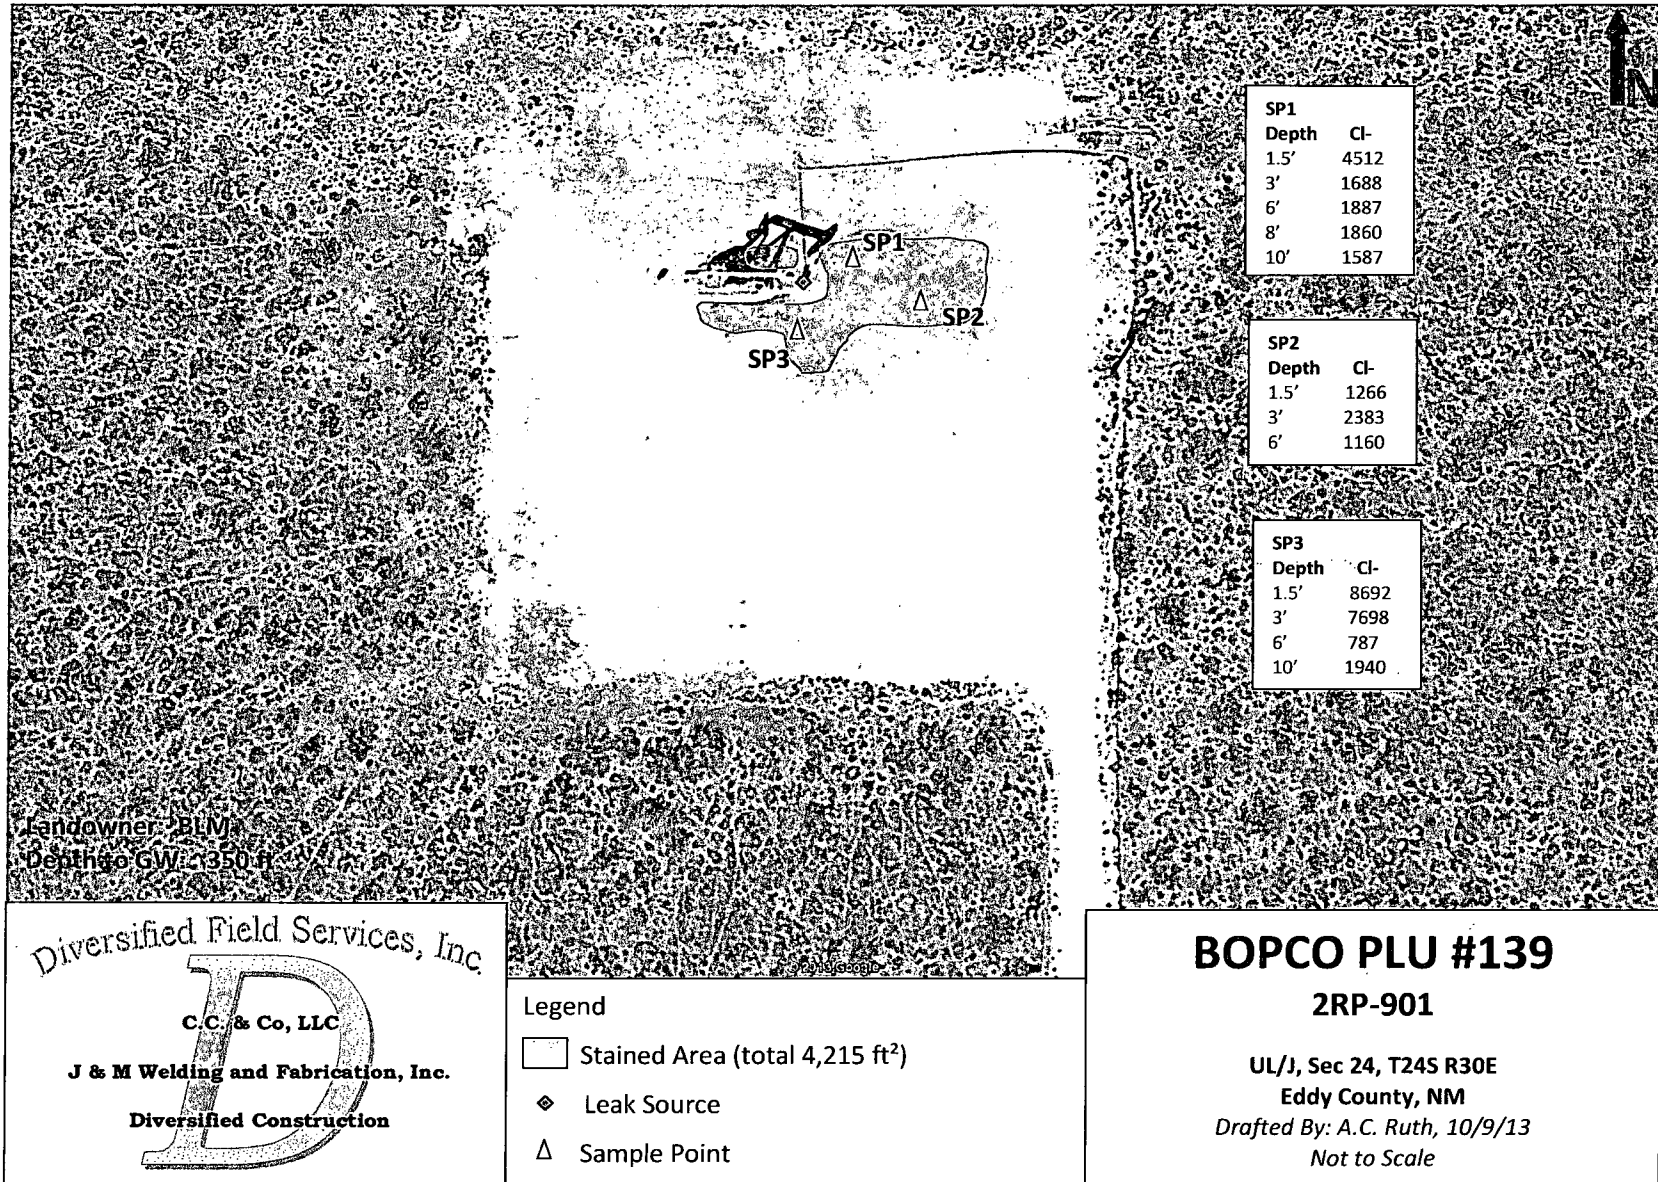 N
SP1
Depth Cl-
1.5' 4512
3' 1688
6' 1887
8' 1860
10' 1587
SP1
SP2
SP3
SP2
Depth Cl-
1.5' 1266
3' 2383
6' 1160
SP3
Depth Cl-
1.5' 8692
3' 7698
6' 787
10' 1940
Landowner: BLM
Depth to GW: ~350 ft
© 2013 Google
Diversified Field Services, Inc.
D
C.C. & Co, LLC
J & M Welding and Fabrication, Inc.
Diversified Construction
Legend
Stained Area (total 4,215 ft²)
Leak Source
Sample Point
BOPCO PLU #139
2RP-901
UL/J, Sec 24, T24S R30E
Eddy County, NM
Drafted By: A.C. Ruth, 10/9/13
Not to Scale